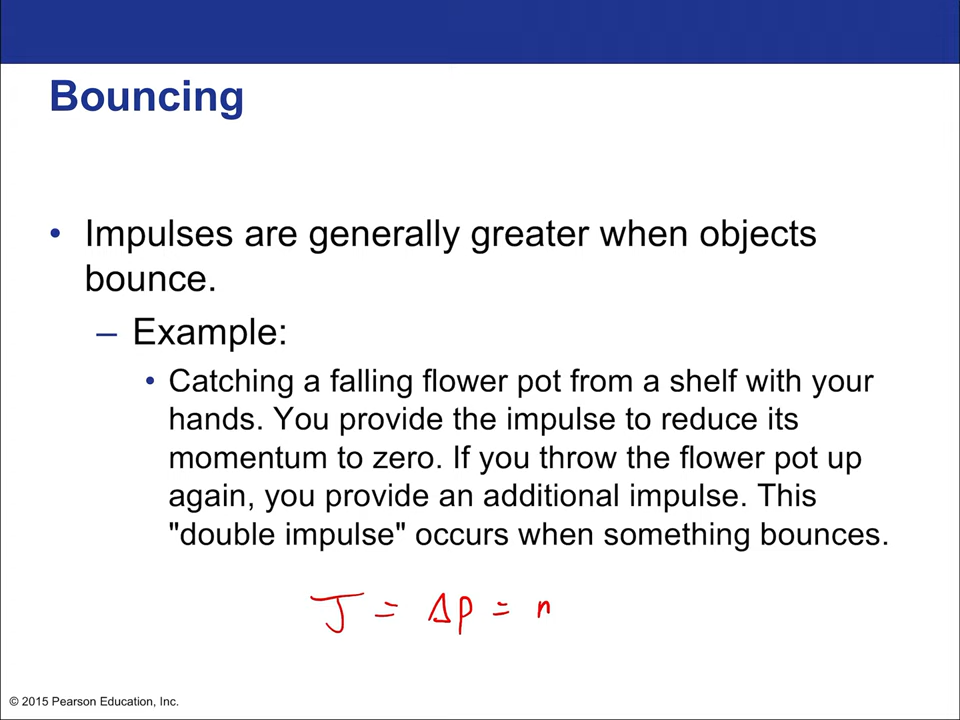 Bouncing
• Impulses are generally greater when objects
bounce.
– Example:
• Catching a falling flower pot from a shelf with your
hands. You provide the impulse to reduce its
momentum to zero. If you throw the flower pot up
again, you provide an additional impulse. This
"double impulse" occurs when something bounces.
J = Δp = n
© 2015 Pearson Education, Inc.